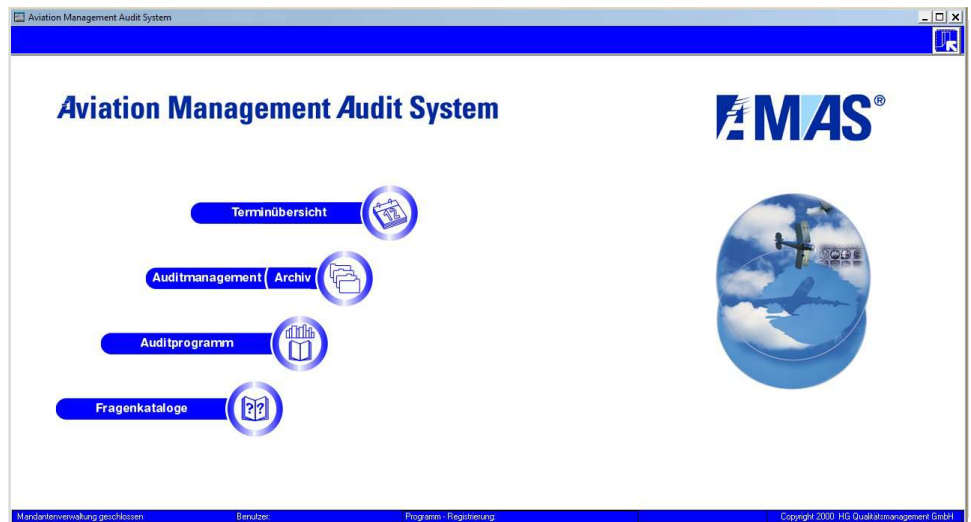 Aviation Management Audit System
Aviation Management Audit System
AMAS®
Terminübersicht
12
Auditmanagement Archiv
Auditprogramm
Fragenkataloge
??
Mandantenverwaltung geschlossen Benutzer: Programm - Registrierung: Copyright 2000 HG Qualitätsmanagement GmbH